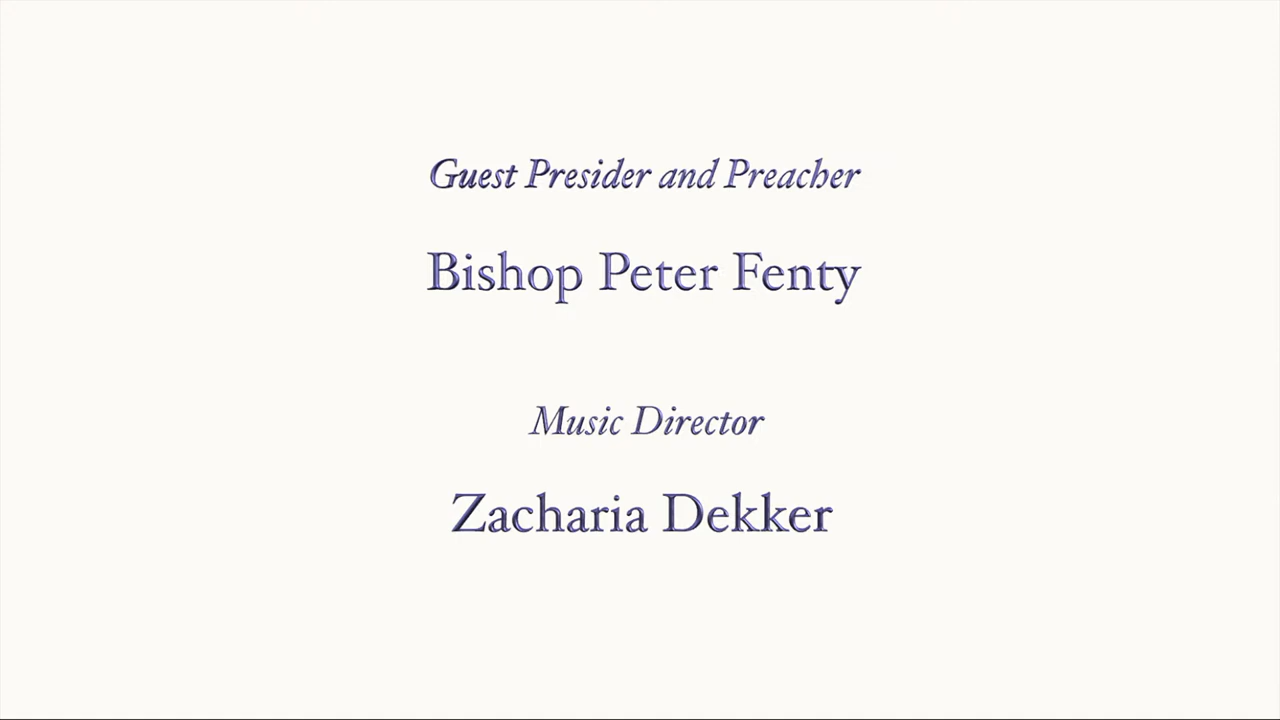 Guest Presider and Preacher
Bishop Peter Fenty
Music Director
Zacharia Dekker